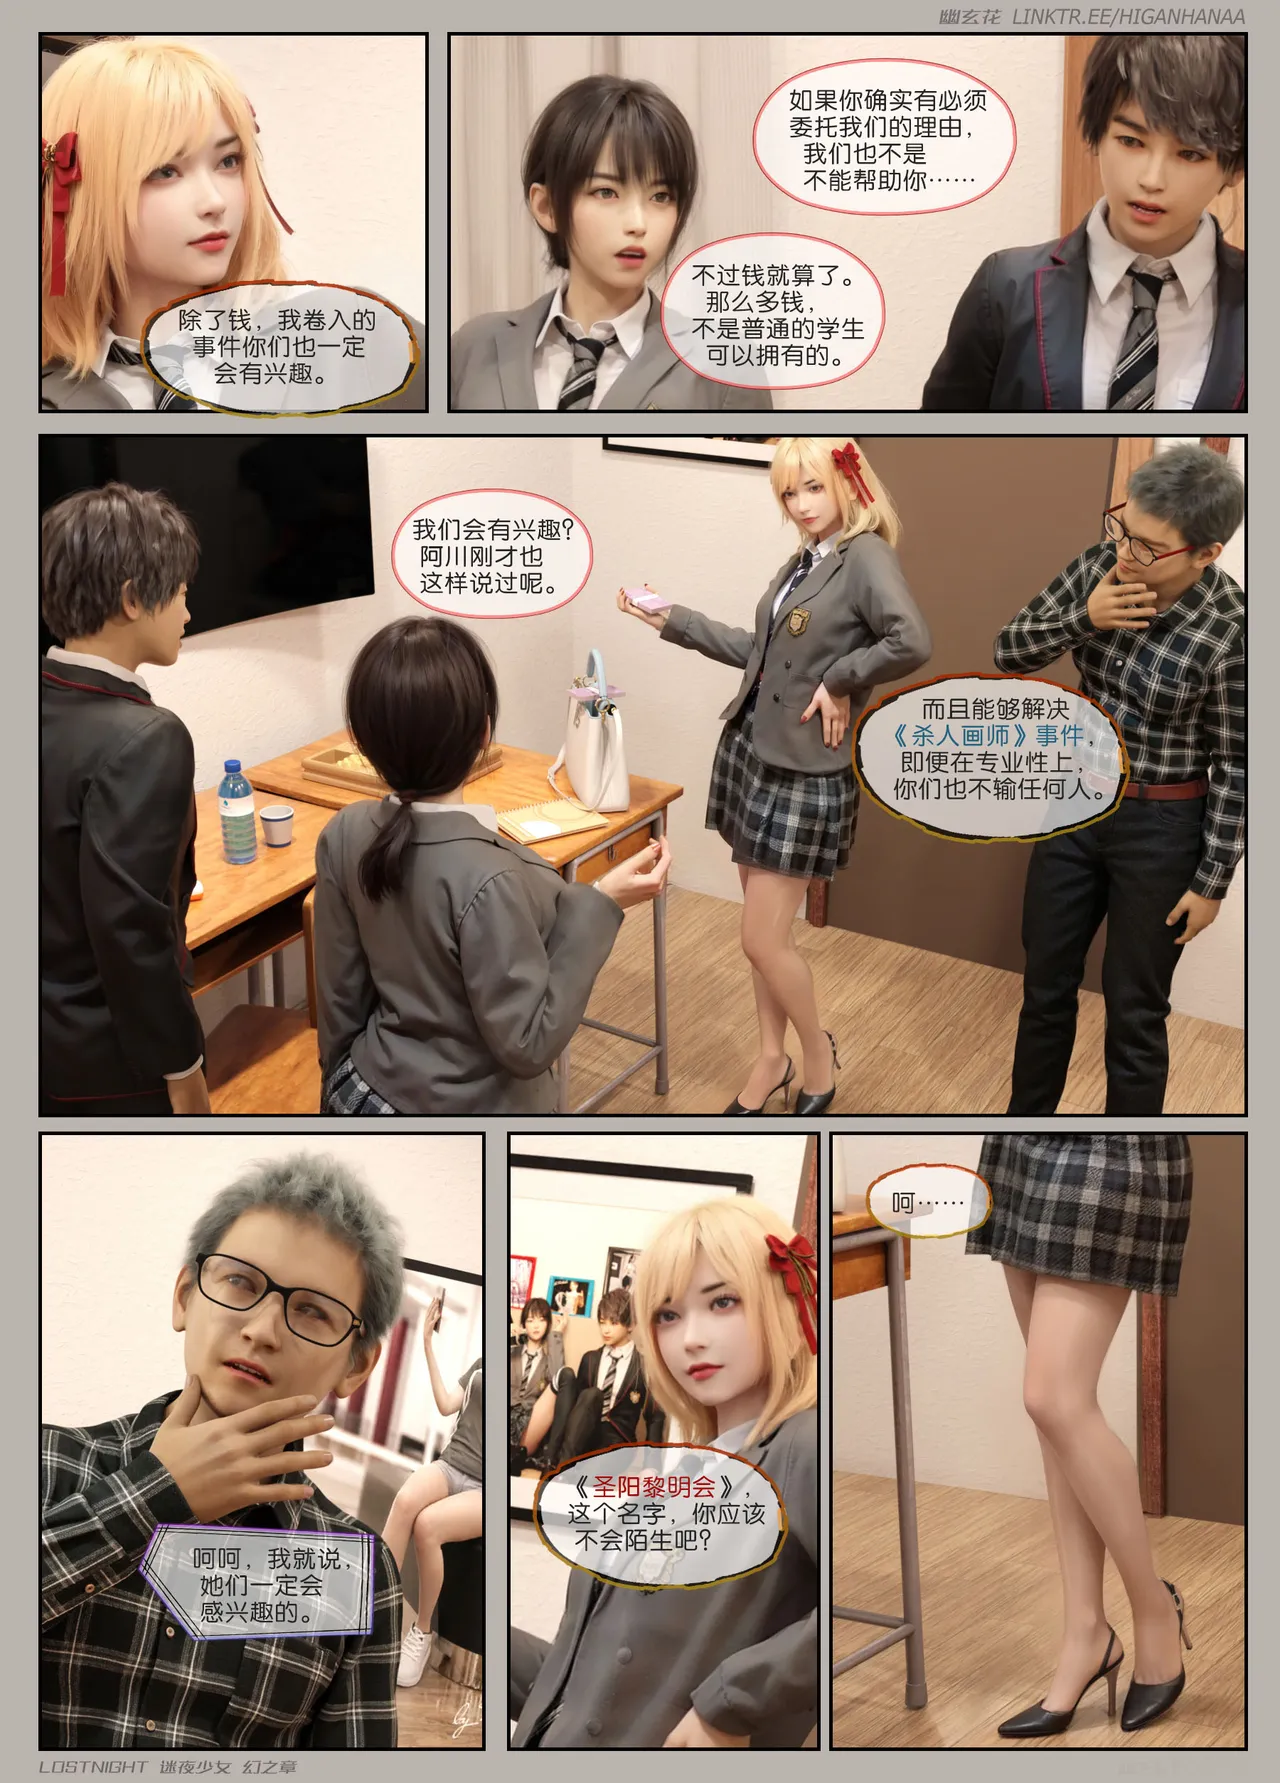 幽玄花 LINKTR.EE/HIGANHANAA
除了钱，我卷入的
事件你们也一定
会有兴趣。
如果你确实有必须
委托我们的理由，
我们也不是
不能帮助你……
不过钱就算了。
那么多钱，
不是普通的学生
可以拥有的。
我们会有兴趣？
阿川刚才也
这样说过呢。
而且能够解决
《杀人画师》事件，
即便在专业性上，
你们也不输任何人。
呵呵，我就说，
她们一定会
感兴趣的。
《圣阳黎明会》，
这个名字，你应该
不会陌生吧？
呵……
LOSTNIGHT 迷夜少女 幻之章